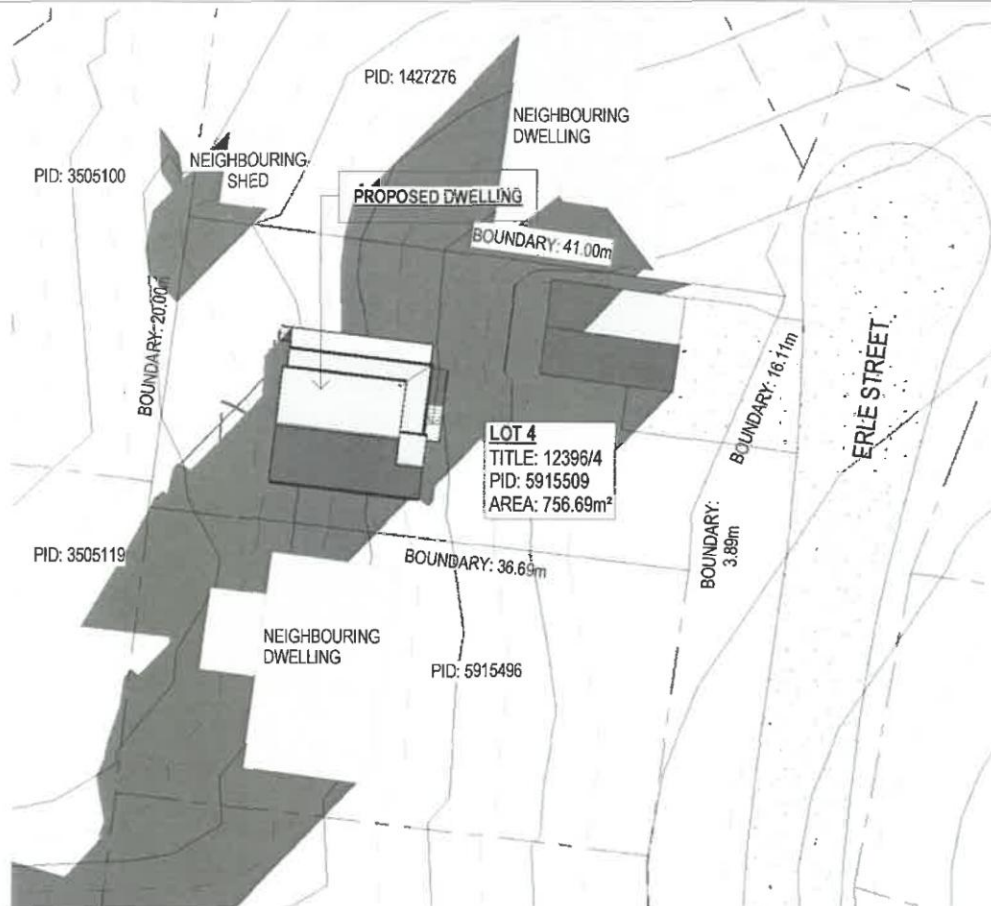 PID: 1427276
NEIGHBOURING
DWELLING
NEIGHBOURING
SHED
PID: 3505100
PROPOSED DWELLING
BOUNDARY: 41.00m
BOUNDARY: 20.00m
BOUNDARY: 16.11m
ERLE STREET
LOT 4
TITLE: 12396/4
PID: 5915509
AREA: 756.69m²
PID: 3505119
BOUNDARY: 36.69m
BOUNDARY:
3.89m
NEIGHBOURING
DWELLING
PID: 5915496